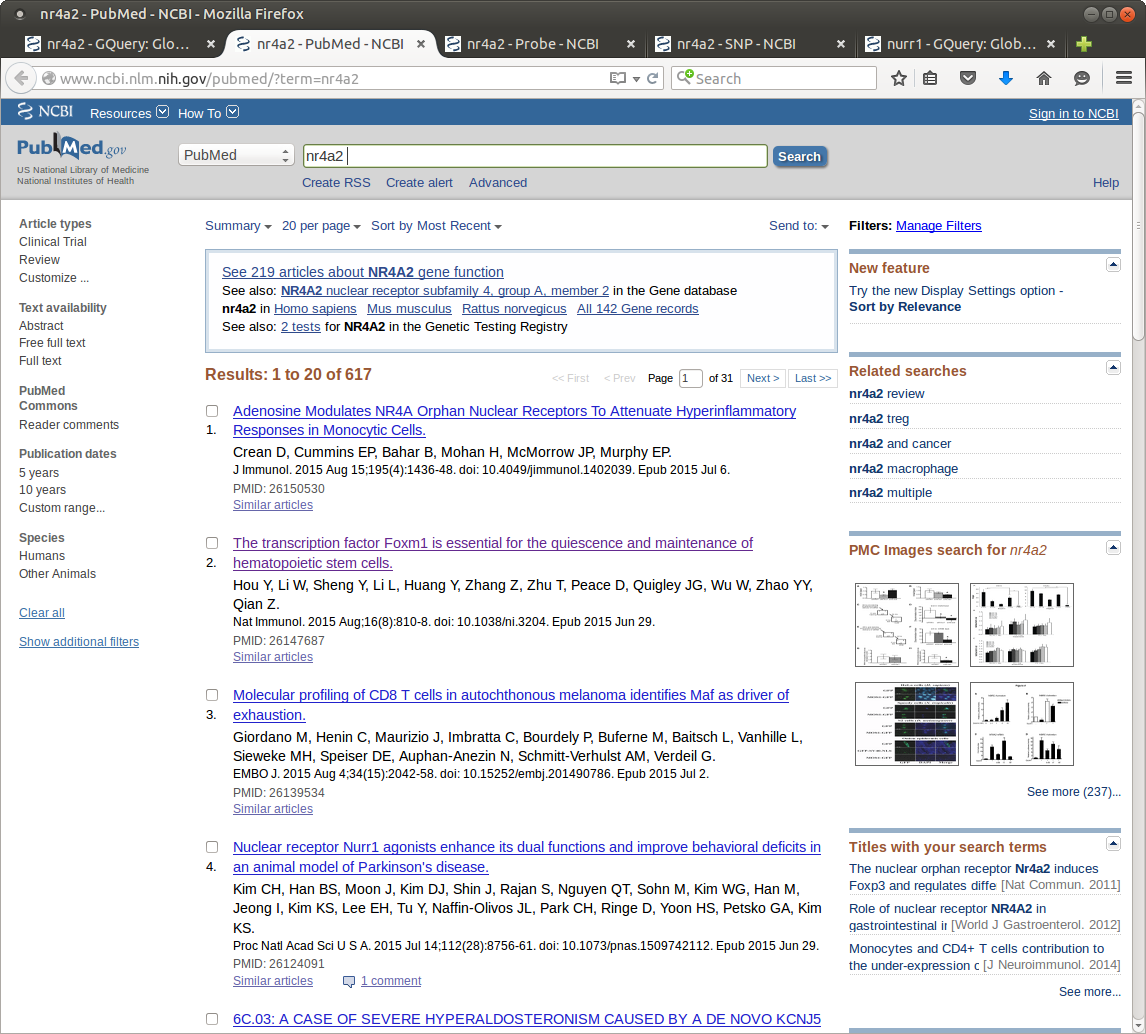 nr4a2 - PubMed - NCBI - Mozilla Firefox
nr4a2 - GQuery: Glo...
nr4a2 - PubMed - NCBI
nr4a2 - Probe - NCBI
nr4a2 - SNP - NCBI
nurr1 - GQuery: Glob...
www.ncbi.nlm.nih.gov/pubmed/?term=nr4a2
Search
NCBI Resources How To
Sign in to NCBI
PubMed.gov
US National Library of Medicine
National Institutes of Health
PubMed
nr4a2
Search
Create RSS Create alert Advanced
Help
Article types
Clinical Trial
Review
Customize ...
Text availability
Abstract
Free full text
Full text
PubMed
Commons
Reader comments
Publication dates
5 years
10 years
Custom range...
Species
Humans
Other Animals
Clear all
Show additional filters
Summary 20 per page Sort by Most Recent
Send to:
See 219 articles about NR4A2 gene function
See also: NR4A2 nuclear receptor subfamily 4, group A, member 2 in the Gene database
nr4a2 in Homo sapiens Mus musculus Rattus norvegicus All 142 Gene records
See also: 2 tests for NR4A2 in the Genetic Testing Registry
Results: 1 to 20 of 617
<< First < Prev Page 1 of 31 Next > Last >>
Adenosine Modulates NR4A Orphan Nuclear Receptors To Attenuate Hyperinflammatory
1. Responses in Monocytic Cells.
Crean D, Cummins EP, Bahar B, Mohan H, McMorrow JP, Murphy EP.
J Immunol. 2015 Aug 15;195(4):1436-48. doi: 10.4049/jimmunol.1402039. Epub 2015 Jul 6.
PMID: 26150530
Similar articles
The transcription factor Foxm1 is essential for the quiescence and maintenance of
2. hematopoietic stem cells.
Hou Y, Li W, Sheng Y, Li L, Huang Y, Zhang Z, Zhu T, Peace D, Quigley JG, Wu W, Zhao YY,
Qian Z.
Nat Immunol. 2015 Aug;16(8):810-8. doi: 10.1038/ni.3204. Epub 2015 Jun 29.
PMID: 26147687
Similar articles
Molecular profiling of CD8 T cells in autochthonous melanoma identifies Maf as driver of
3. exhaustion.
Giordano M, Henin C, Maurizio J, Imbratta C, Bourdely P, Buferne M, Baitsch L, Vanhille L,
Sieweke MH, Speiser DE, Auphan-Anezin N, Schmitt-Verhulst AM, Verdeil G.
EMBO J. 2015 Aug 4;34(15):2042-58. doi: 10.15252/embj.201490786. Epub 2015 Jul 2.
PMID: 26139534
Similar articles
Nuclear receptor Nurr1 agonists enhance its dual functions and improve behavioral deficits in
4. an animal model of Parkinson's disease.
Kim CH, Han BS, Moon J, Kim DJ, Shin J, Rajan S, Nguyen QT, Sohn M, Kim WG, Han M,
Jeong I, Kim KS, Lee EH, Tu Y, Naffin-Olivos JL, Park CH, Ringe D, Yoon HS, Petsko GA, Kim
KS.
Proc Natl Acad Sci U S A. 2015 Jul 14;112(28):8756-61. doi: 10.1073/pnas.1509742112. Epub 2015 Jun 29.
PMID: 26124091
Similar articles 1 comment
6C.03: A CASE OF SEVERE HYPERALDOSTERONISM CAUSED BY A DE NOVO KCNJ5
Filters: Manage Filters
New feature
Try the new Display Settings option -
Sort by Relevance
Related searches
nr4a2 review
nr4a2 treg
nr4a2 and cancer
nr4a2 macrophage
nr4a2 multiple
PMC Images search for nr4a2
See more (237)...
Titles with your search terms
The nuclear orphan receptor Nr4a2 induces
Foxp3 and regulates diffe [Nat Commun. 2011]
Role of nuclear receptor NR4A2 in
gastrointestinal ir [World J Gastroenterol. 2012]
Monocytes and CD4+ T cells contribution to
the under-expression c [J Neuroimmunol. 2014]
See more...